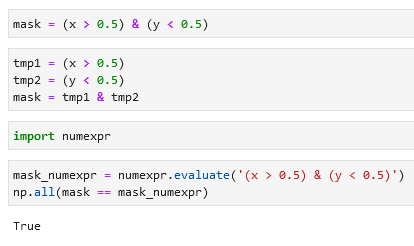 mask = (x > 0.5) & (y < 0.5)
tmp1 = (x > 0.5)
tmp2 = (y < 0.5)
mask = tmp1 & tmp2
import numexpr
mask_numexpr = numexpr.evaluate('(x > 0.5) & (y < 0.5)')
np.all(mask == mask_numexpr)
True